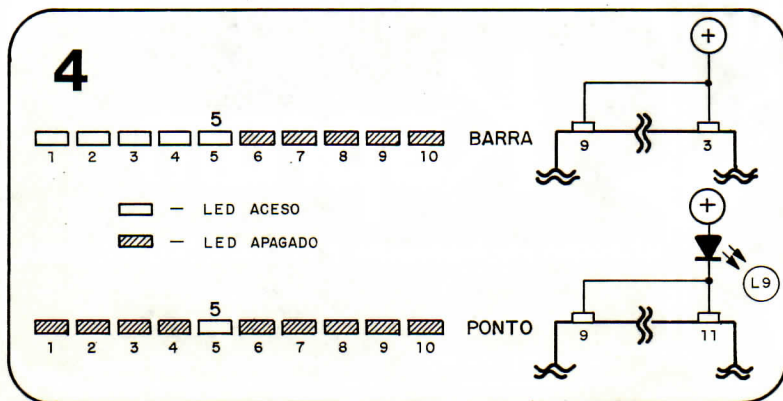 4
5
BARRA
1 2 3 4 5 6 7 8 9 10
+
9 3
— LED ACESO
— LED APAGADO
5
PONTO
1 2 3 4 5 6 7 8 9 10
+
L9
9 11